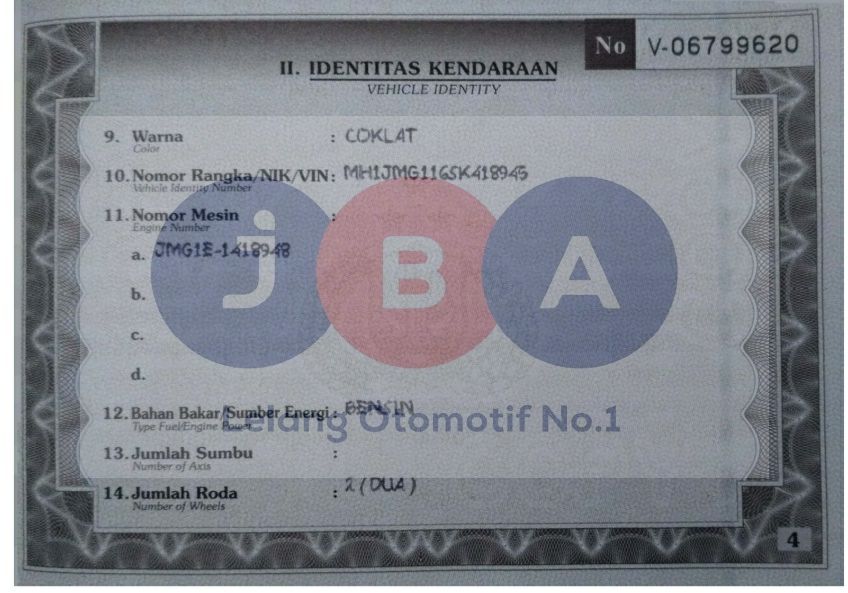 No V-06799620
II. IDENTITAS KENDARAAN
VEHICLE IDENTITY
9. Warna : COKLAT
Color
10. Nomor Rangka/NIK/VIN : MH1JMG116SK418945
Vehicle Identity Number
11. Nomor Mesin :
Engine Number
a. JMG1E-1418948
b.
c.
d.
jBA
Lelang Otomotif No.1
12. Bahan Bakar/Sumber Energi : BENSIN
Type Fuel/Engine Power
13. Jumlah Sumbu :
Number of Axis
14. Jumlah Roda : 2 (DUA)
Number of Wheels
4